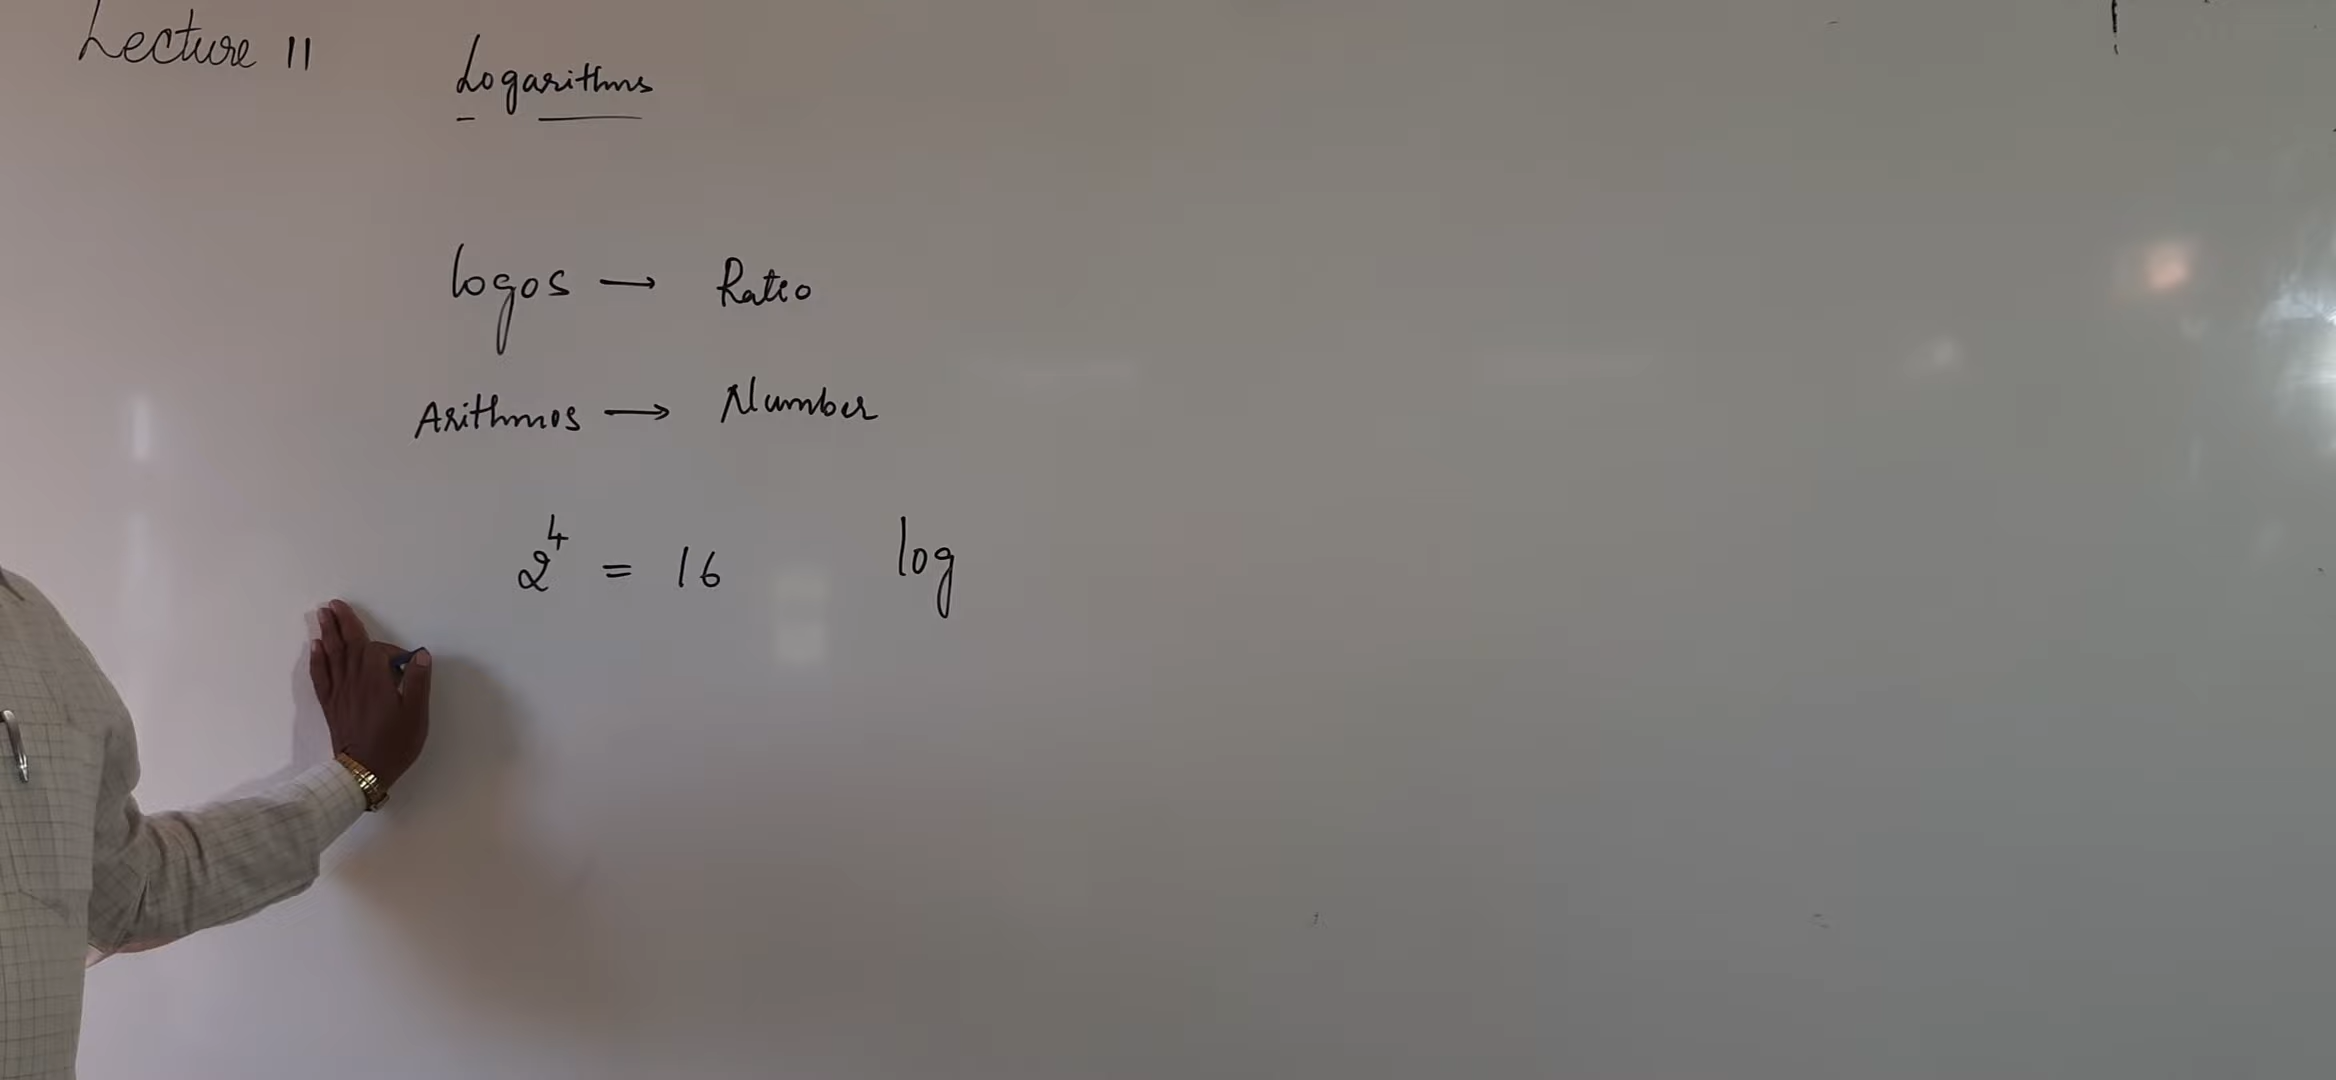 Lecture 11
Logarithms
logos → Ratio
Arithmos → Number
2⁴ = 16 log